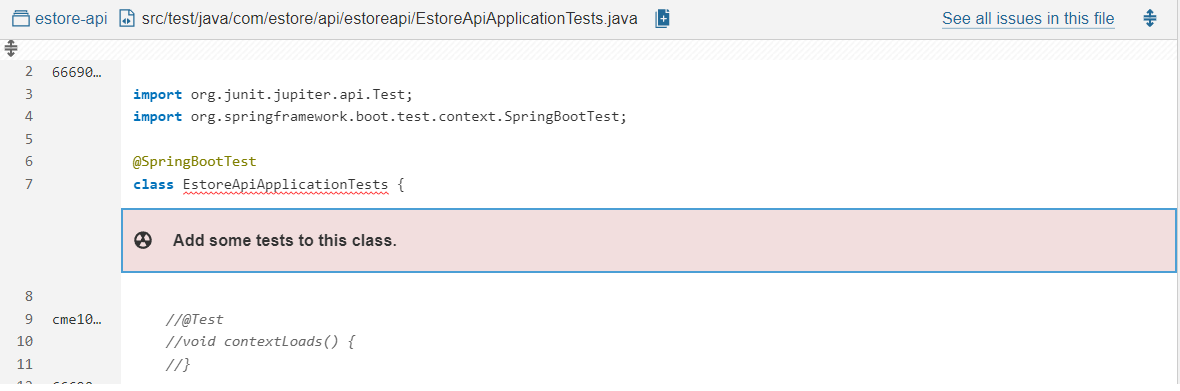 estore-api src/test/java/com/estore/api/estoreapi/EstoreApiApplicationTests.java See all issues in this file
2 66690…
3 import org.junit.jupiter.api.Test;
4 import org.springframework.boot.test.context.SpringBootTest;
5
6 @SpringBootTest
7 class EstoreApiApplicationTests {
Add some tests to this class.
8
9 cme10… //@Test
10 //void contextLoads() {
11 //}